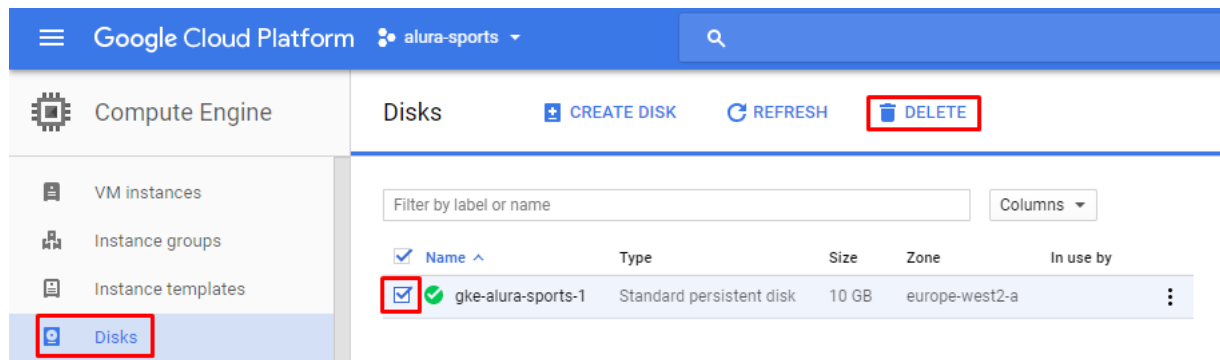 Google Cloud Platform alura-sports
Compute Engine
Disks CREATE DISK REFRESH DELETE
VM instances
Instance groups
Instance templates
Disks
Filter by label or name Columns
Name Type Size Zone In use by
gke-alura-sports-1 Standard persistent disk 10 GB europe-west2-a